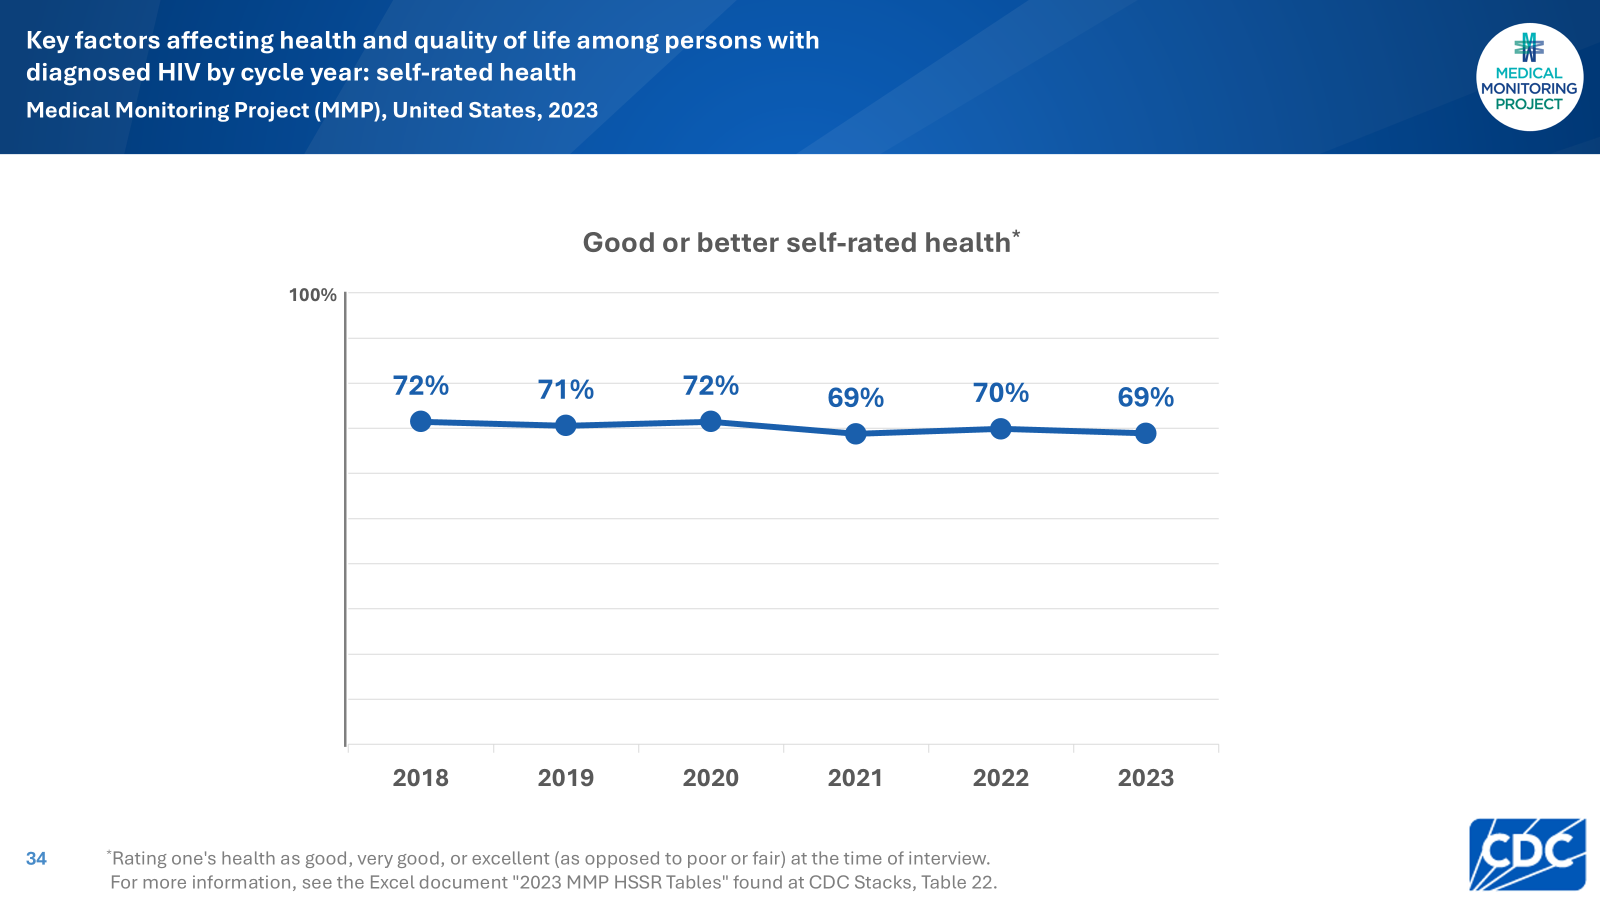 Key factors affecting health and quality of life among persons with
diagnosed HIV by cycle year: self-rated health
Medical Monitoring Project (MMP), United States, 2023
MEDICAL
MONITORING
PROJECT
Good or better self-rated health*
100%
72%
71%
72%
69%
70%
69%
2018
2019
2020
2021
2022
2023
34
*Rating one's health as good, very good, or excellent (as opposed to poor or fair) at the time of interview.
For more information, see the Excel document "2023 MMP HSSR Tables" found at CDC Stacks, Table 22.
CDC